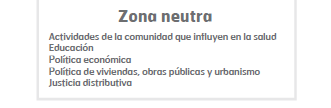 Zona neutra
Actividades de la comunidad que influyen en la salud
Educación
Política económica
Política de viviendas, obras públicas y urbanismo
Justicia distributiva